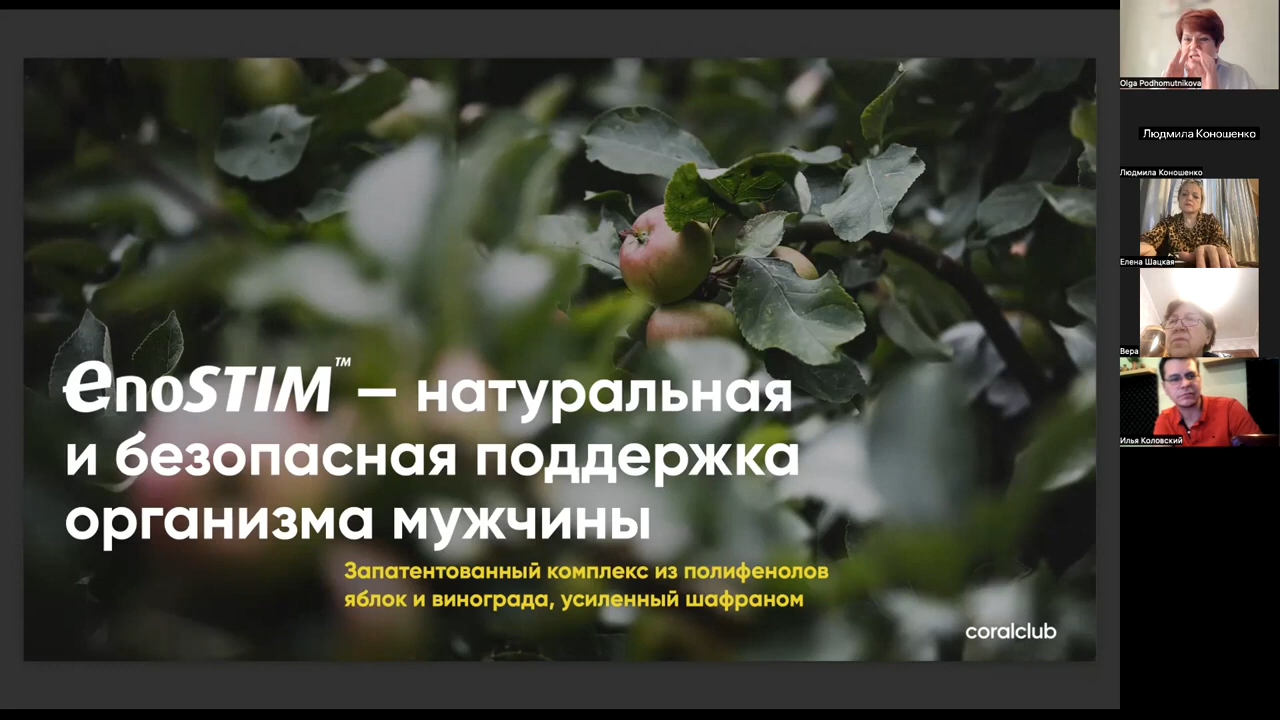 enoSTIM™ – натуральная
и безопасная поддержка
организма мужчины
Запатентованный комплекс из полифенолов
яблок и винограда, усиленный шафраном
coralclub
Olga Podhomutnikova
Людмила Коношенко
Людмила Коношенко
Елена Шацкая
Вера
Илья Коловский